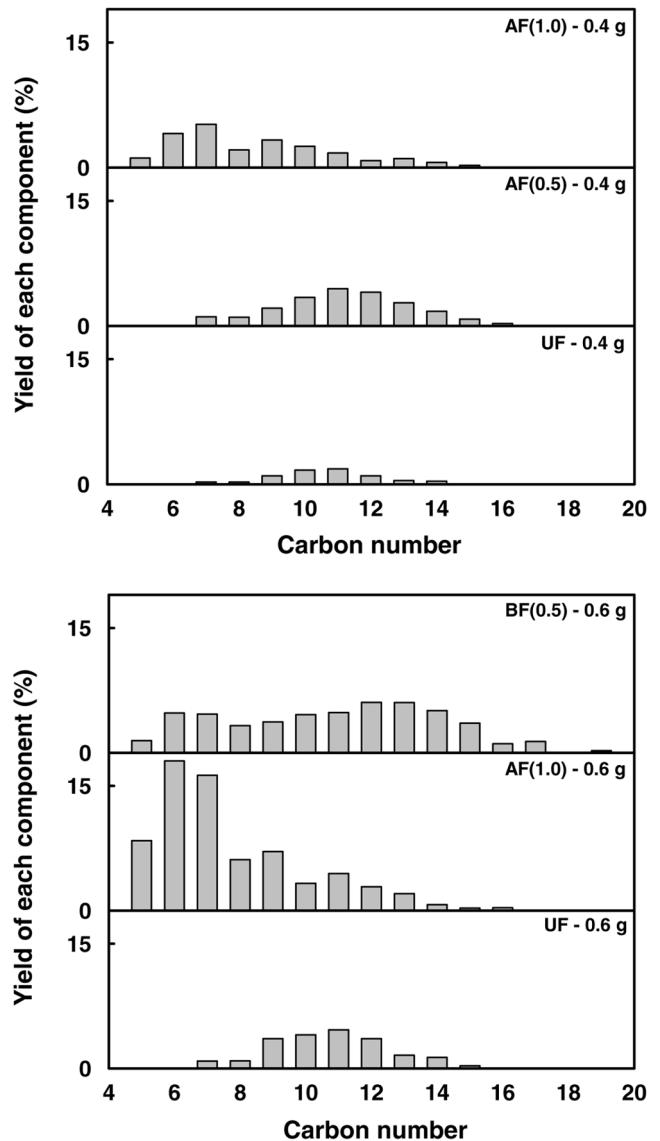 AF(1.0) - 0.4 g
15
0
AF(0.5) - 0.4 g
15
0
UF - 0.4 g
15
0
4 6 8 10 12 14 16 18 20
Carbon number
Yield of each component (%)
BF(0.5) - 0.6 g
15
0
AF(1.0) - 0.6 g
15
0
UF - 0.6 g
15
0
4 6 8 10 12 14 16 18 20
Carbon number
Yield of each component (%)